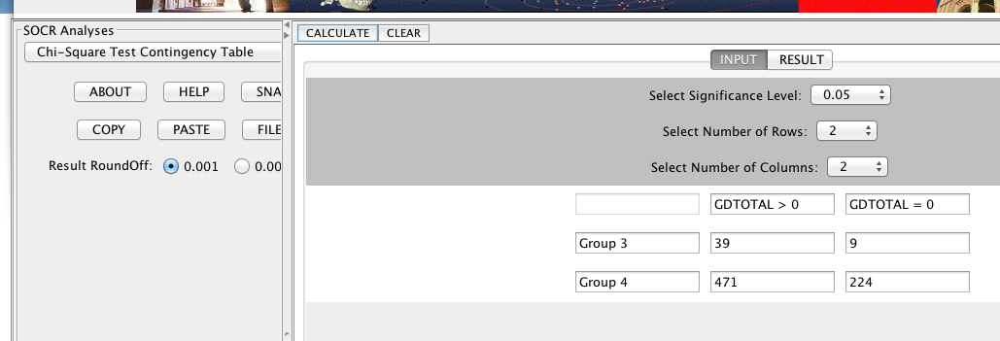 SOCR Analyses
Chi-Square Test Contingency Table
ABOUT HELP SNA
COPY PASTE FILE
Result RoundOff: 0.001 0.00
CALCULATE CLEAR
INPUT RESULT
Select Significance Level: 0.05
Select Number of Rows: 2
Select Number of Columns: 2
GDTOTAL > 0 GDTOTAL = 0
Group 3 39 9
Group 4 471 224